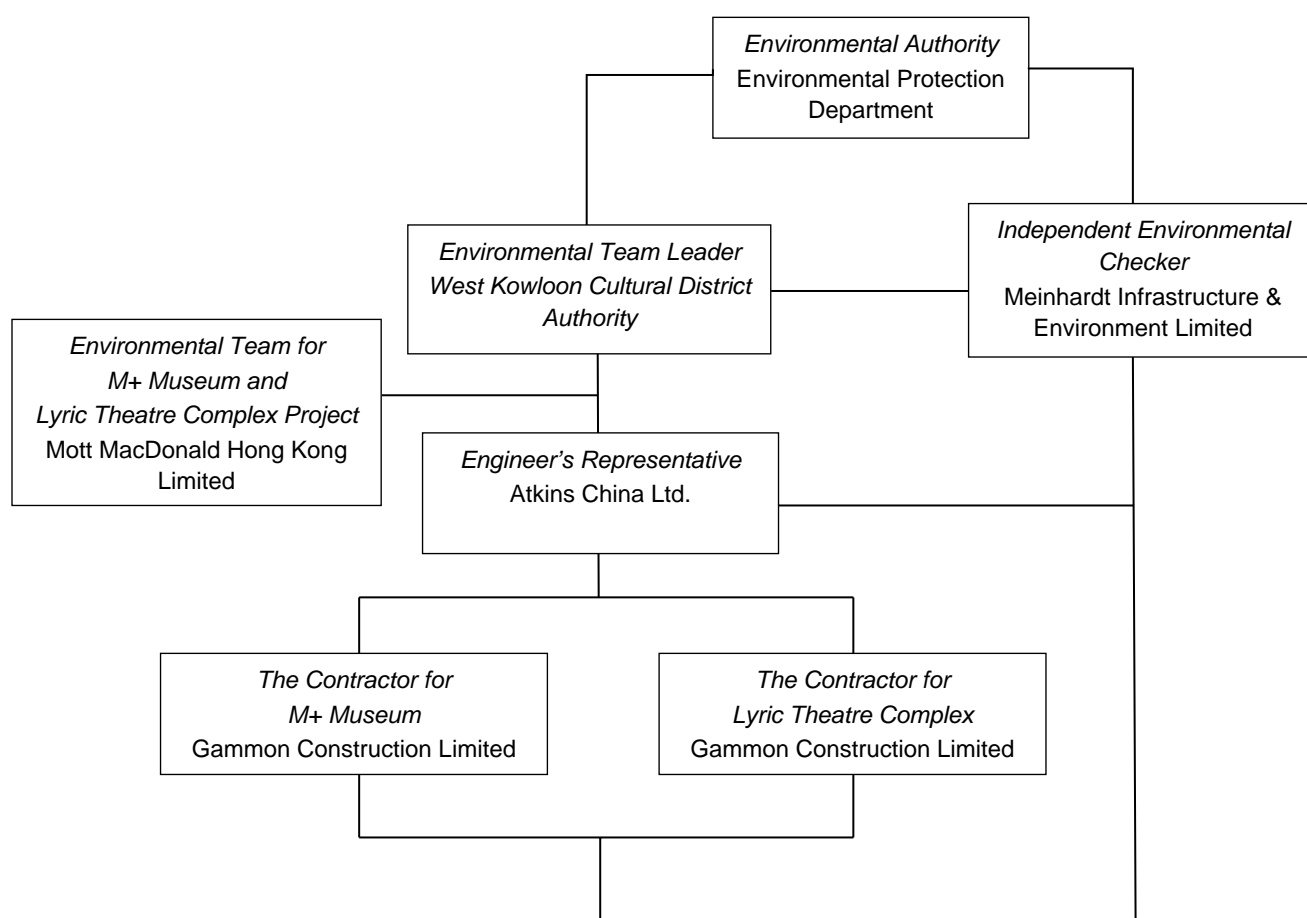 Environmental Authority
Environmental Protection
Department
Environmental Team Leader
West Kowloon Cultural District
Authority
Independent Environmental
Checker
Meinhardt Infrastructure &
Environment Limited
Environmental Team for
M+ Museum and
Lyric Theatre Complex Project
Mott MacDonald Hong Kong
Limited
Engineer’s Representative
Atkins China Ltd.
The Contractor for
M+ Museum
Gammon Construction Limited
The Contractor for
Lyric Theatre Complex
Gammon Construction Limited